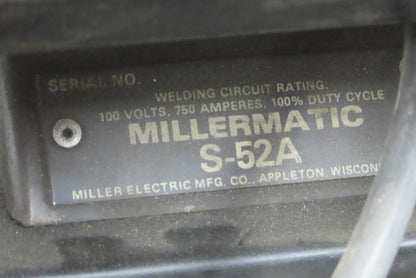 SERIAL NO.
WELDING CIRCUIT RATING:
100 VOLTS, 750 AMPERES, 100% DUTY CYCLE
MILLERMATIC
S-52A
MILLER ELECTRIC MFG. CO., APPLETON, WISCON